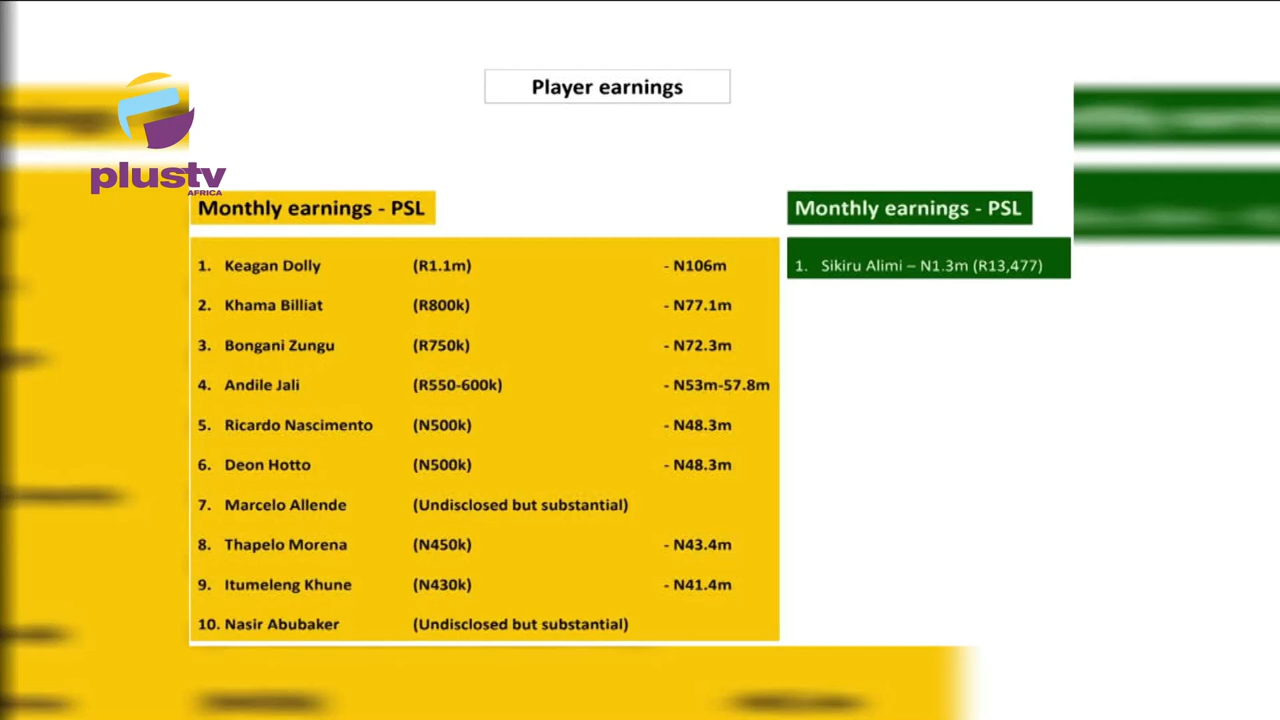 Player earnings
plustv
AFRICA
Monthly earnings - PSL
1. Keagan Dolly (R1.1m) - N106m
2. Khama Billiat (R800k) - N77.1m
3. Bongani Zungu (R750k) - N72.3m
4. Andile Jali (R550-600k) - N53m-57.8m
5. Ricardo Nascimento (N500k) - N48.3m
6. Deon Hotto (N500k) - N48.3m
7. Marcelo Allende (Undisclosed but substantial)
8. Thapelo Morena (N450k) - N43.4m
9. Itumeleng Khune (N430k) - N41.4m
10. Nasir Abubaker (Undisclosed but substantial)
Monthly earnings - PSL
1. Sikiru Alimi – N1.3m (R13,477)